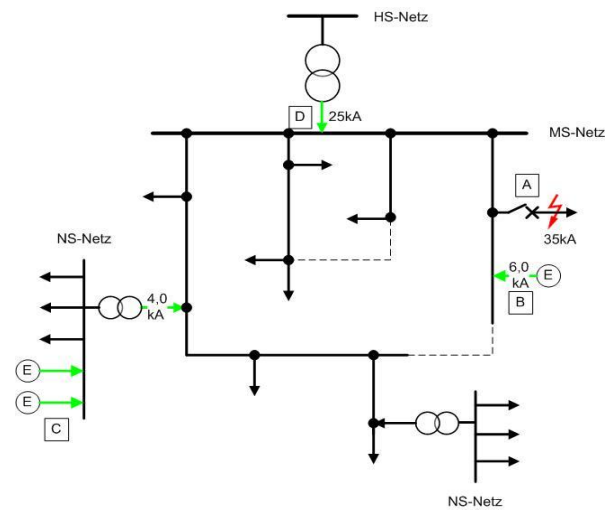 HS-Netz
D
25kA
MS-Netz
A
35kA
NS-Netz
4,0
kA
6,0
kA
E
B
E
E
C
NS-Netz